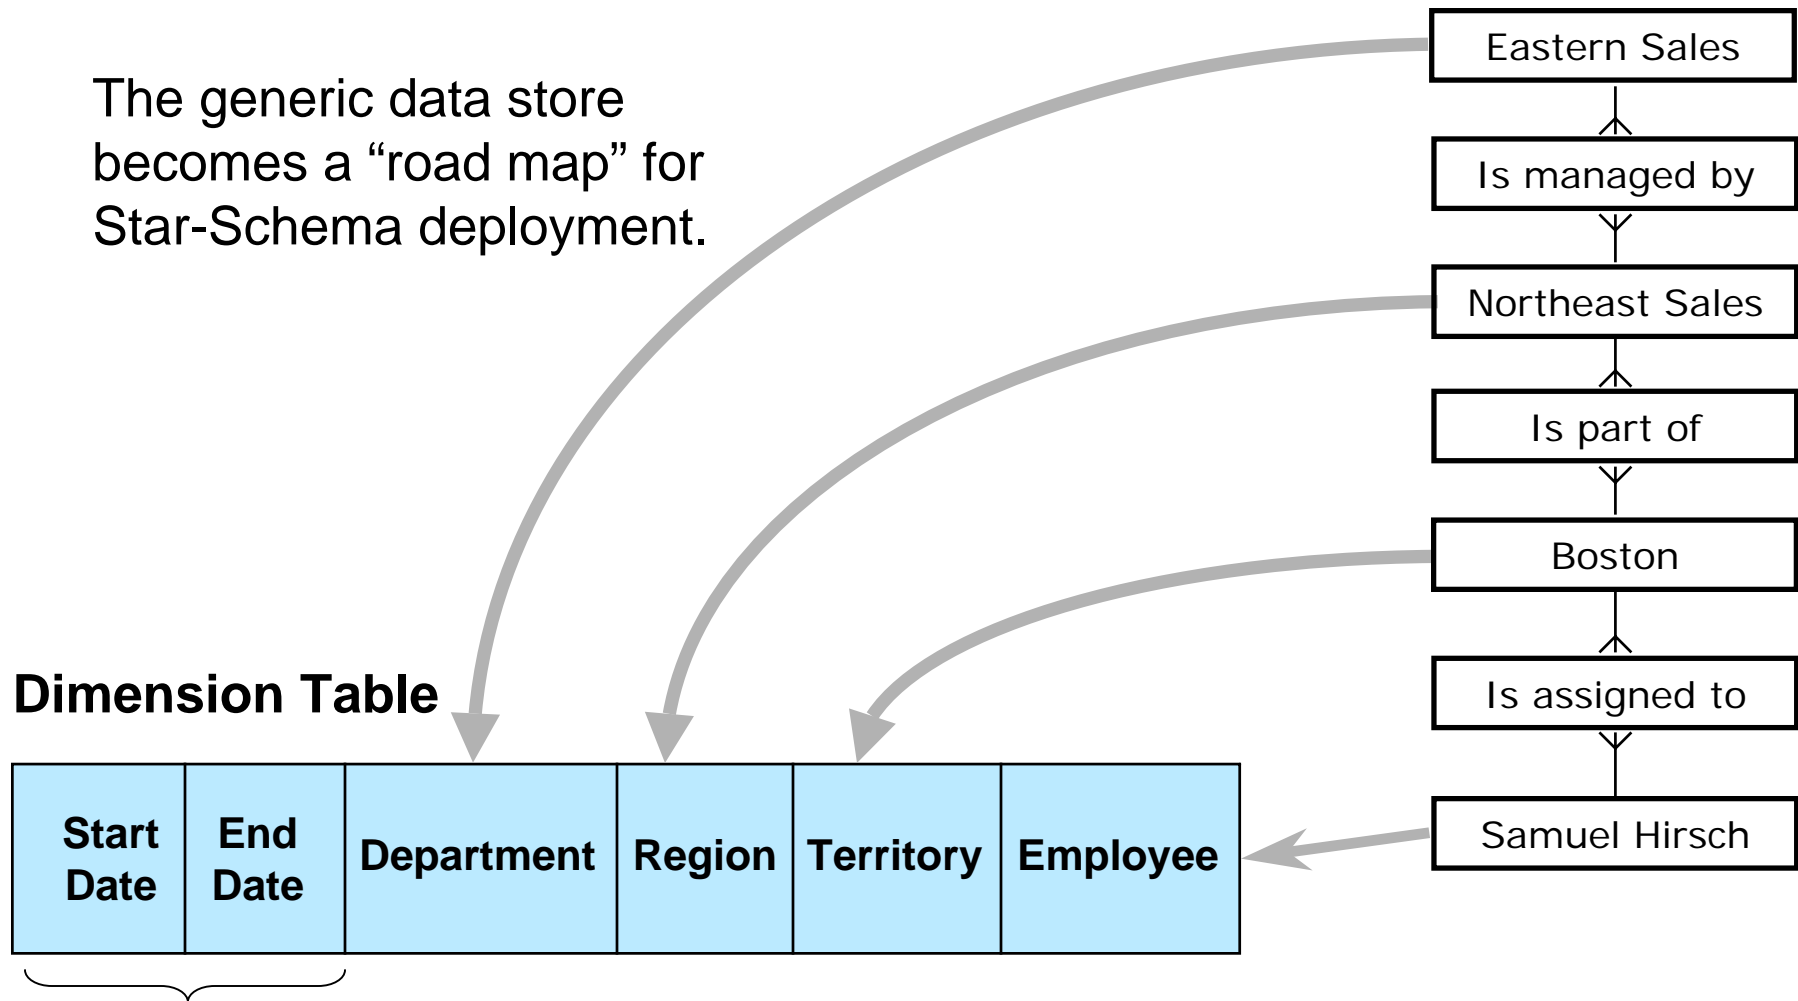 The generic data store
becomes a “road map” for
Star-Schema deployment.
Eastern Sales
Is managed by
Northeast Sales
Is part of
Boston
Is assigned to
Samuel Hirsch
Dimension Table
Start
Date
End
Date
Department
Region
Territory
Employee